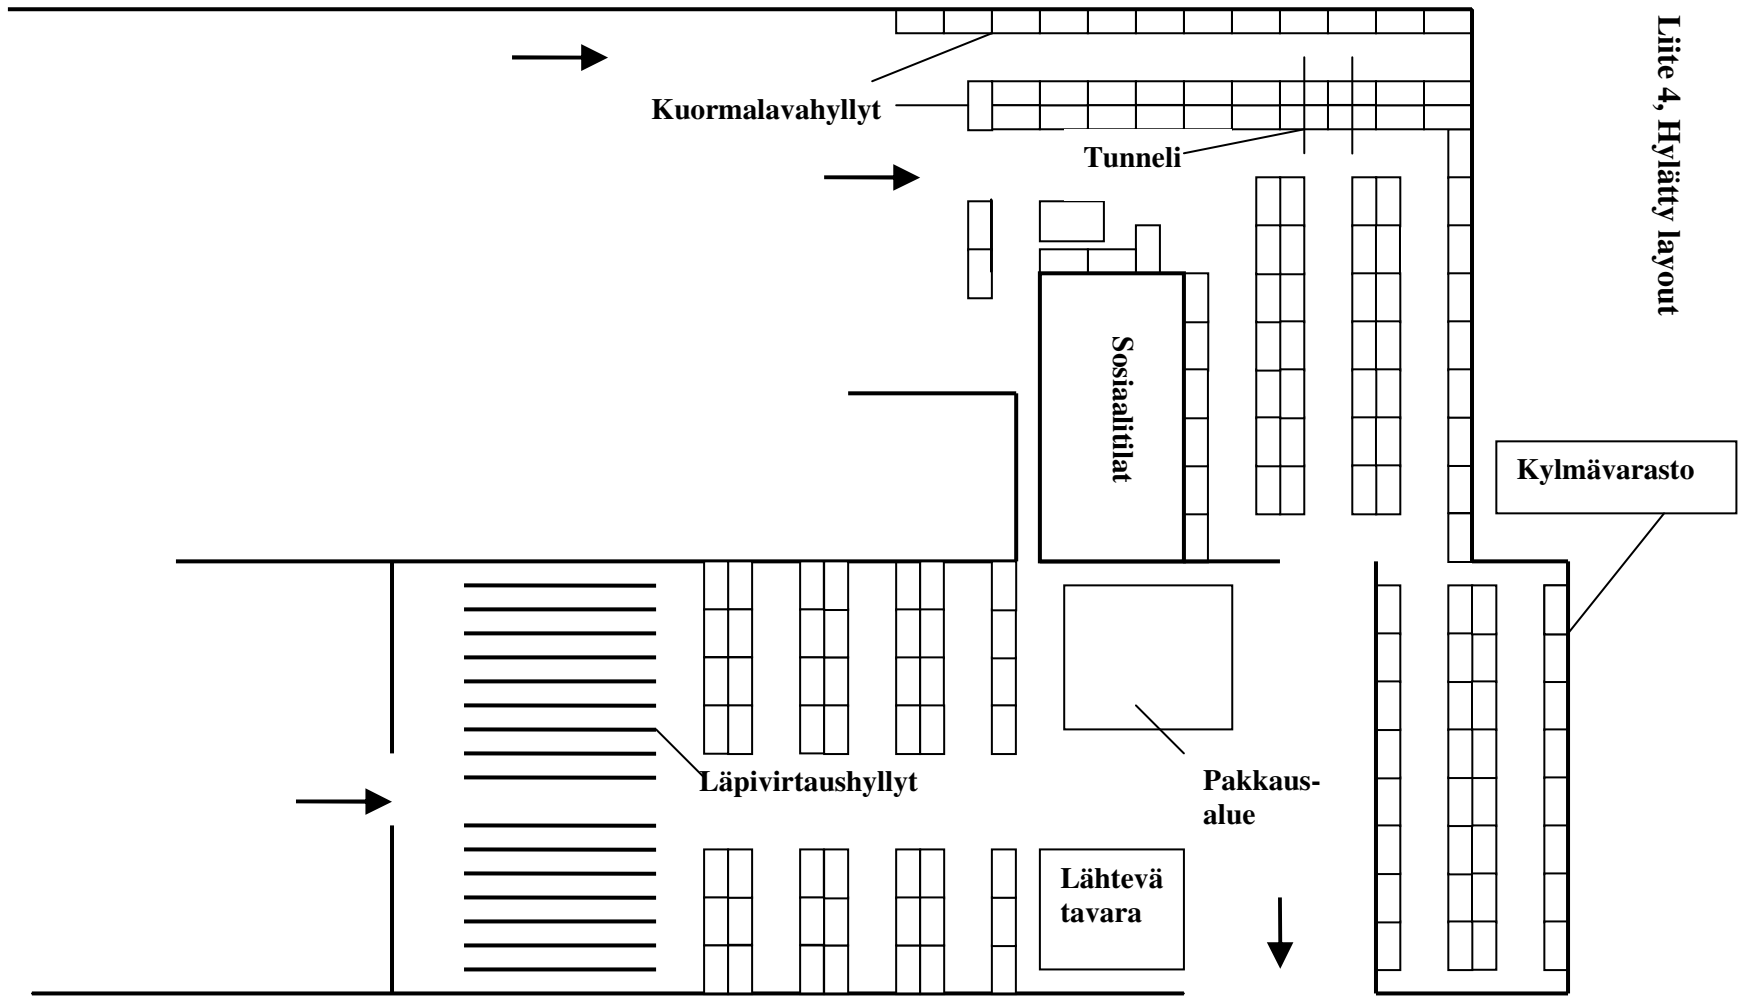 Liite 4, Hylätty layout
Kuormalavahyllyt
Tunneli
Sosiaalitilat
Kylmävarasto
Läpivirtaushyllyt
Pakkaus-
alue
Lähtevä
tavara